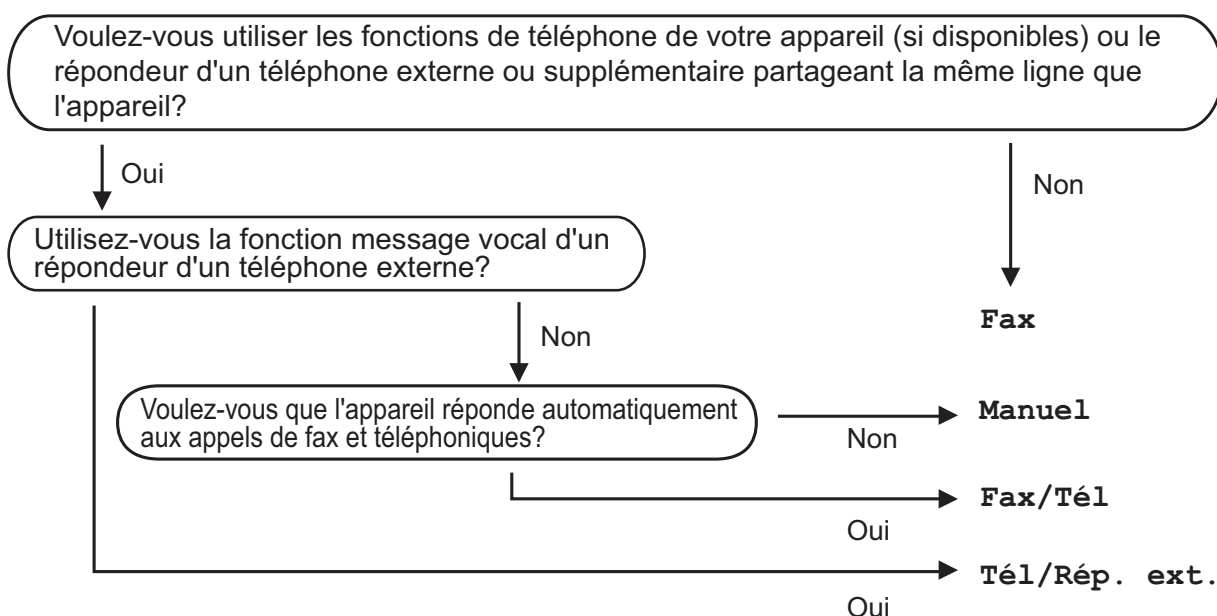 Voulez-vous utiliser les fonctions de téléphone de votre appareil (si disponibles) ou le
répondeur d'un téléphone externe ou supplémentaire partageant la même ligne que
l'appareil?
Oui
Non
Utilisez-vous la fonction message vocal d'un
répondeur d'un téléphone externe?
Fax
Non
Voulez-vous que l'appareil réponde automatiquement
aux appels de fax et téléphoniques?
Manuel
Non
Fax/Tél
Oui
Tél/Rép. ext.
Oui